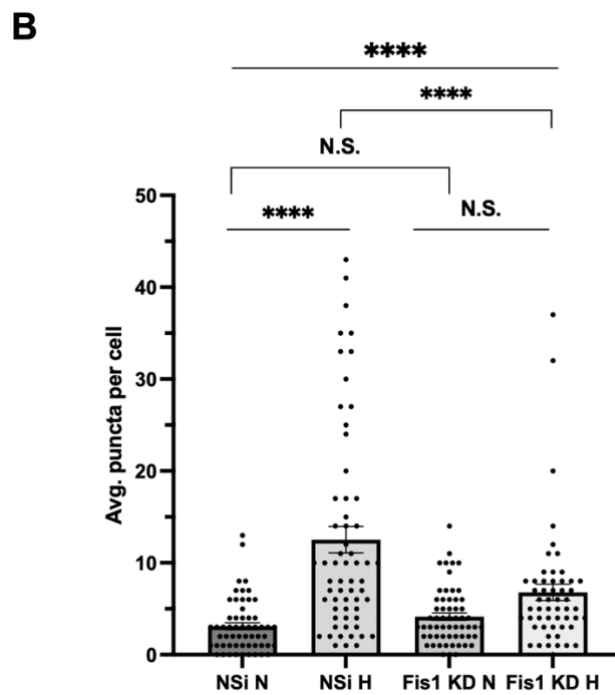 B
****
****
N.S.
50
****
N.S.
40
30
20
10
0
Avg. puncta per cell
NSi N NSi H Fis1 KD N Fis1 KD H